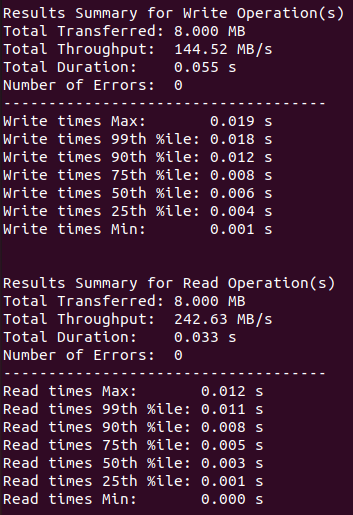 Results Summary for Write Operation(s)
Total Transferred: 8.000 MB
Total Throughput:  144.52 MB/s
Total Duration:    0.055 s
Number of Errors:  0
------------------------------------
Write times Max:       0.019 s
Write times 99th %ile: 0.018 s
Write times 90th %ile: 0.012 s
Write times 75th %ile: 0.008 s
Write times 50th %ile: 0.006 s
Write times 25th %ile: 0.004 s
Write times Min:       0.001 s
Results Summary for Read Operation(s)
Total Transferred: 8.000 MB
Total Throughput:  242.63 MB/s
Total Duration:    0.033 s
Number of Errors:  0
------------------------------------
Read times Max:       0.012 s
Read times 99th %ile: 0.011 s
Read times 90th %ile: 0.008 s
Read times 75th %ile: 0.005 s
Read times 50th %ile: 0.003 s
Read times 25th %ile: 0.001 s
Read times Min:       0.000 s